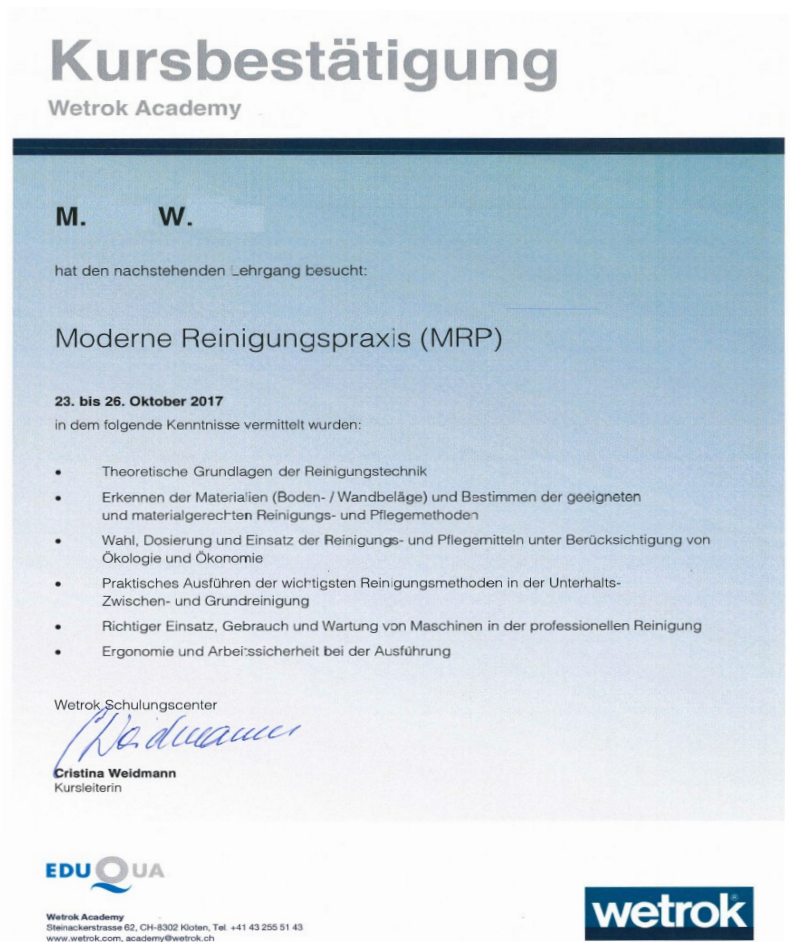 Kursbestätigung
Wetrok Academy
M. W.
hat den nachstehenden Lehrgang besucht:
Moderne Reinigungspraxis (MRP)
23. bis 26. Oktober 2017
in dem folgende Kenntnisse vermittelt wurden:
• Theoretische Grundlagen der Reinigungstechnik
• Erkennen der Materialien (Boden- / Wandbeläge) und Bestimmen der geeigneten
und materialgerechten Reinigungs- und Pflegemethoden
• Wahl, Dosierung und Einsatz der Reinigungs- und Pflegemitteln unter Berücksichtigung von
Ökologie und Ökonomie
• Praktisches Ausführen der wichtigsten Reinigungsmethoden in der Unterhalts-
Zwischen- und Grundreinigung
• Richtiger Einsatz, Gebrauch und Wartung von Maschinen in der professionellen Reinigung
• Ergonomie und Arbeitssicherheit bei der Ausführung
Wetrok Schulungscenter
CWeidmann
Cristina Weidmann
Kursleiterin
EDUQUA
Wetrok Academy
Steinackerstrasse 62, CH-8302 Kloten, Tel. +41 43 255 51 43
www.wetrok.com, academy@wetrok.ch
wetrok®